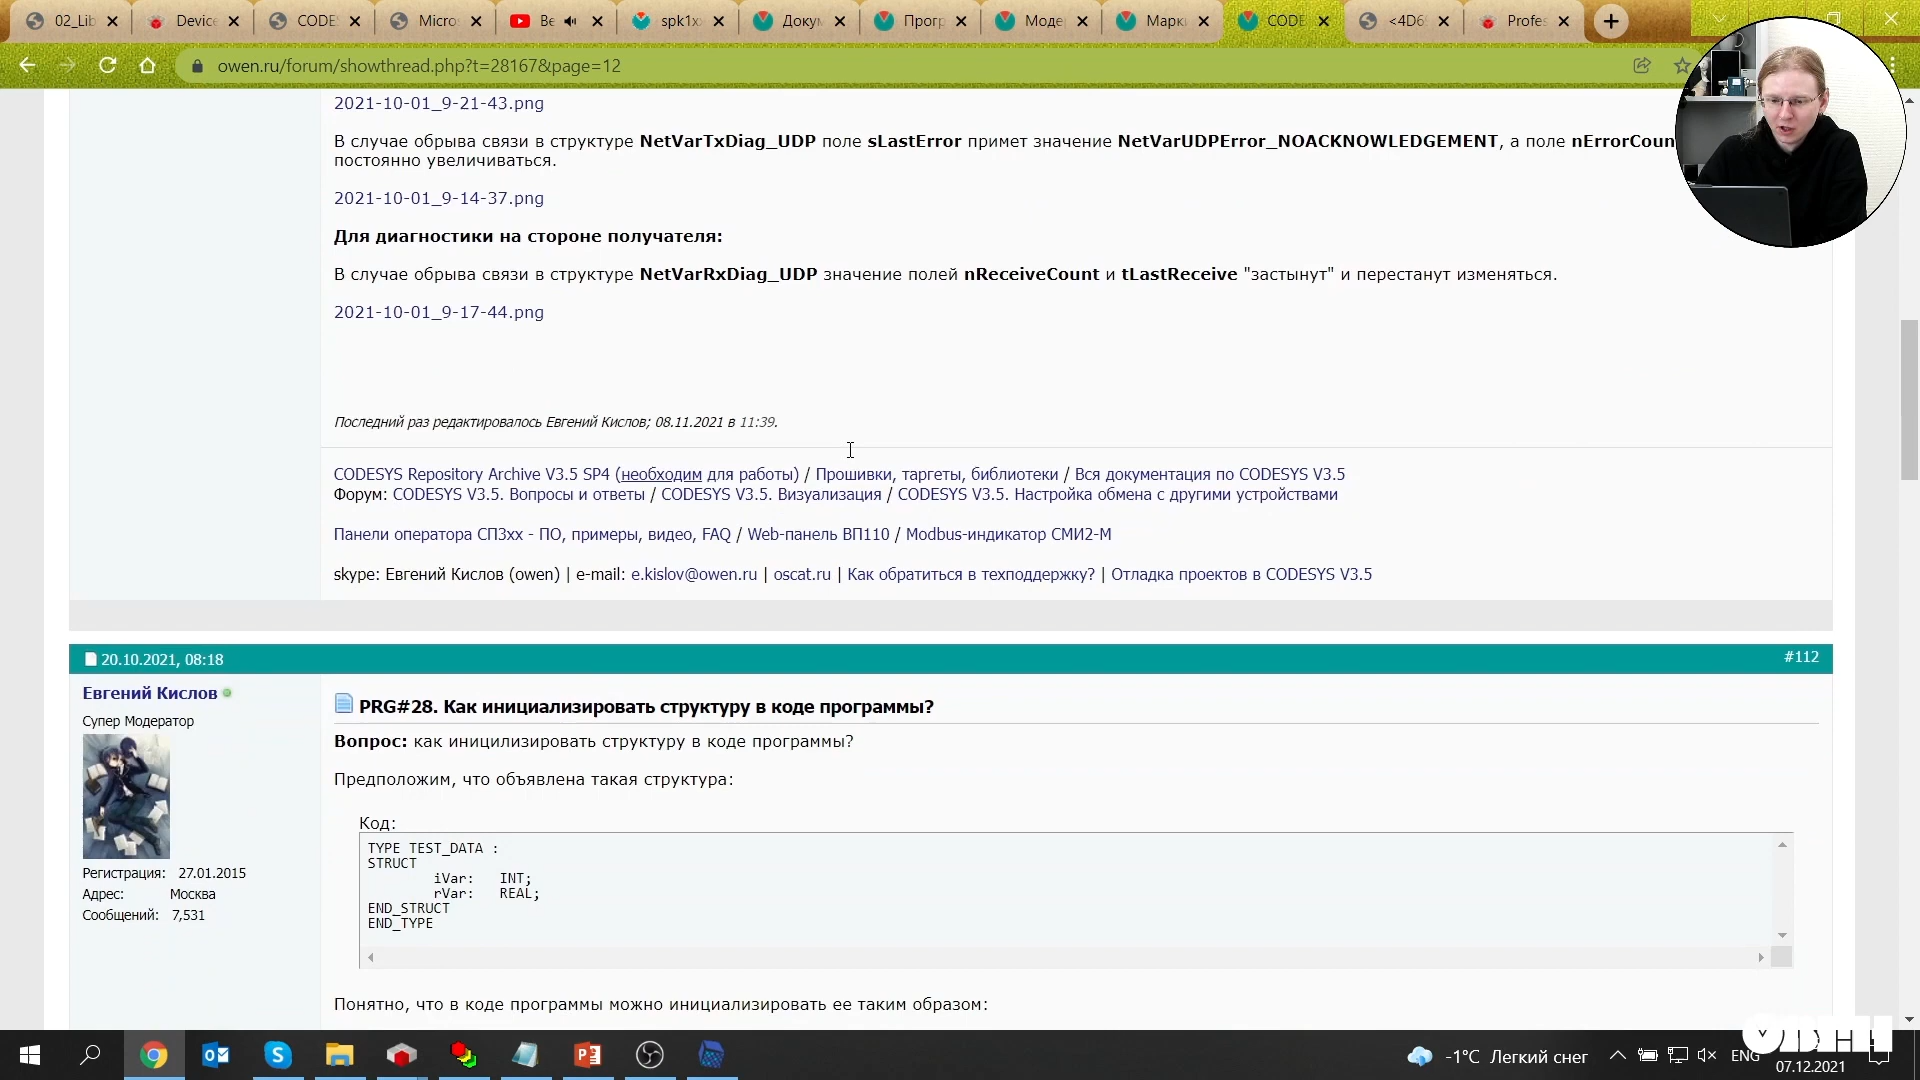 02_Lib
Device
CODES
Micros
Ве
spk1xx
Докум
Прогр
Модер
Марки
CODE
<4D6
Profes
owen.ru/forum/showthread.php?t=28167&page=12
2021-10-01_9-21-43.png
В случае обрыва связи в структуре NetVarTxDiag_UDP поле sLastError примет значение NetVarUDPError_NOACKNOWLEDGEMENT, а поле nErrorCoun
постоянно увеличиваться.
2021-10-01_9-14-37.png
Для диагностики на стороне получателя:
В случае обрыва связи в структуре NetVarRxDiag_UDP значение полей nReceiveCount и tLastReceive "застынут" и перестанут изменяться.
2021-10-01_9-17-44.png
Последний раз редактировалось Евгений Кислов; 08.11.2021 в 11:39.
CODESYS Repository Archive V3.5 SP4 (необходим для работы) / Прошивки, таргеты, библиотеки / Вся документация по CODESYS V3.5
Форум: CODESYS V3.5. Вопросы и ответы / CODESYS V3.5. Визуализация / CODESYS V3.5. Настройка обмена с другими устройствами
Панели оператора СП3хх - ПО, примеры, видео, FAQ / Web-панель ВП110 / Modbus-индикатор СМИ2-М
skype: Евгений Кислов (owen) | e-mail: e.kislov@owen.ru | oscat.ru | Как обратиться в техподдержку? | Отладка проектов в CODESYS V3.5
20.10.2021, 08:18
#112
Евгений Кислов
Супер Модератор
Регистрация: 27.01.2015
Адрес: Москва
Сообщений: 7,531
PRG#28. Как инициализировать структуру в коде программы?
Вопрос: как иницилизировать структуру в коде программы?
Предположим, что объявлена такая структура:
Код:
TYPE TEST_DATA :
STRUCT
iVar: INT;
rVar: REAL;
END_STRUCT
END_TYPE
Понятно, что в коде программы можно инициализировать ее таким образом:
-1°C Легкий снег
ENG
07.12.2021